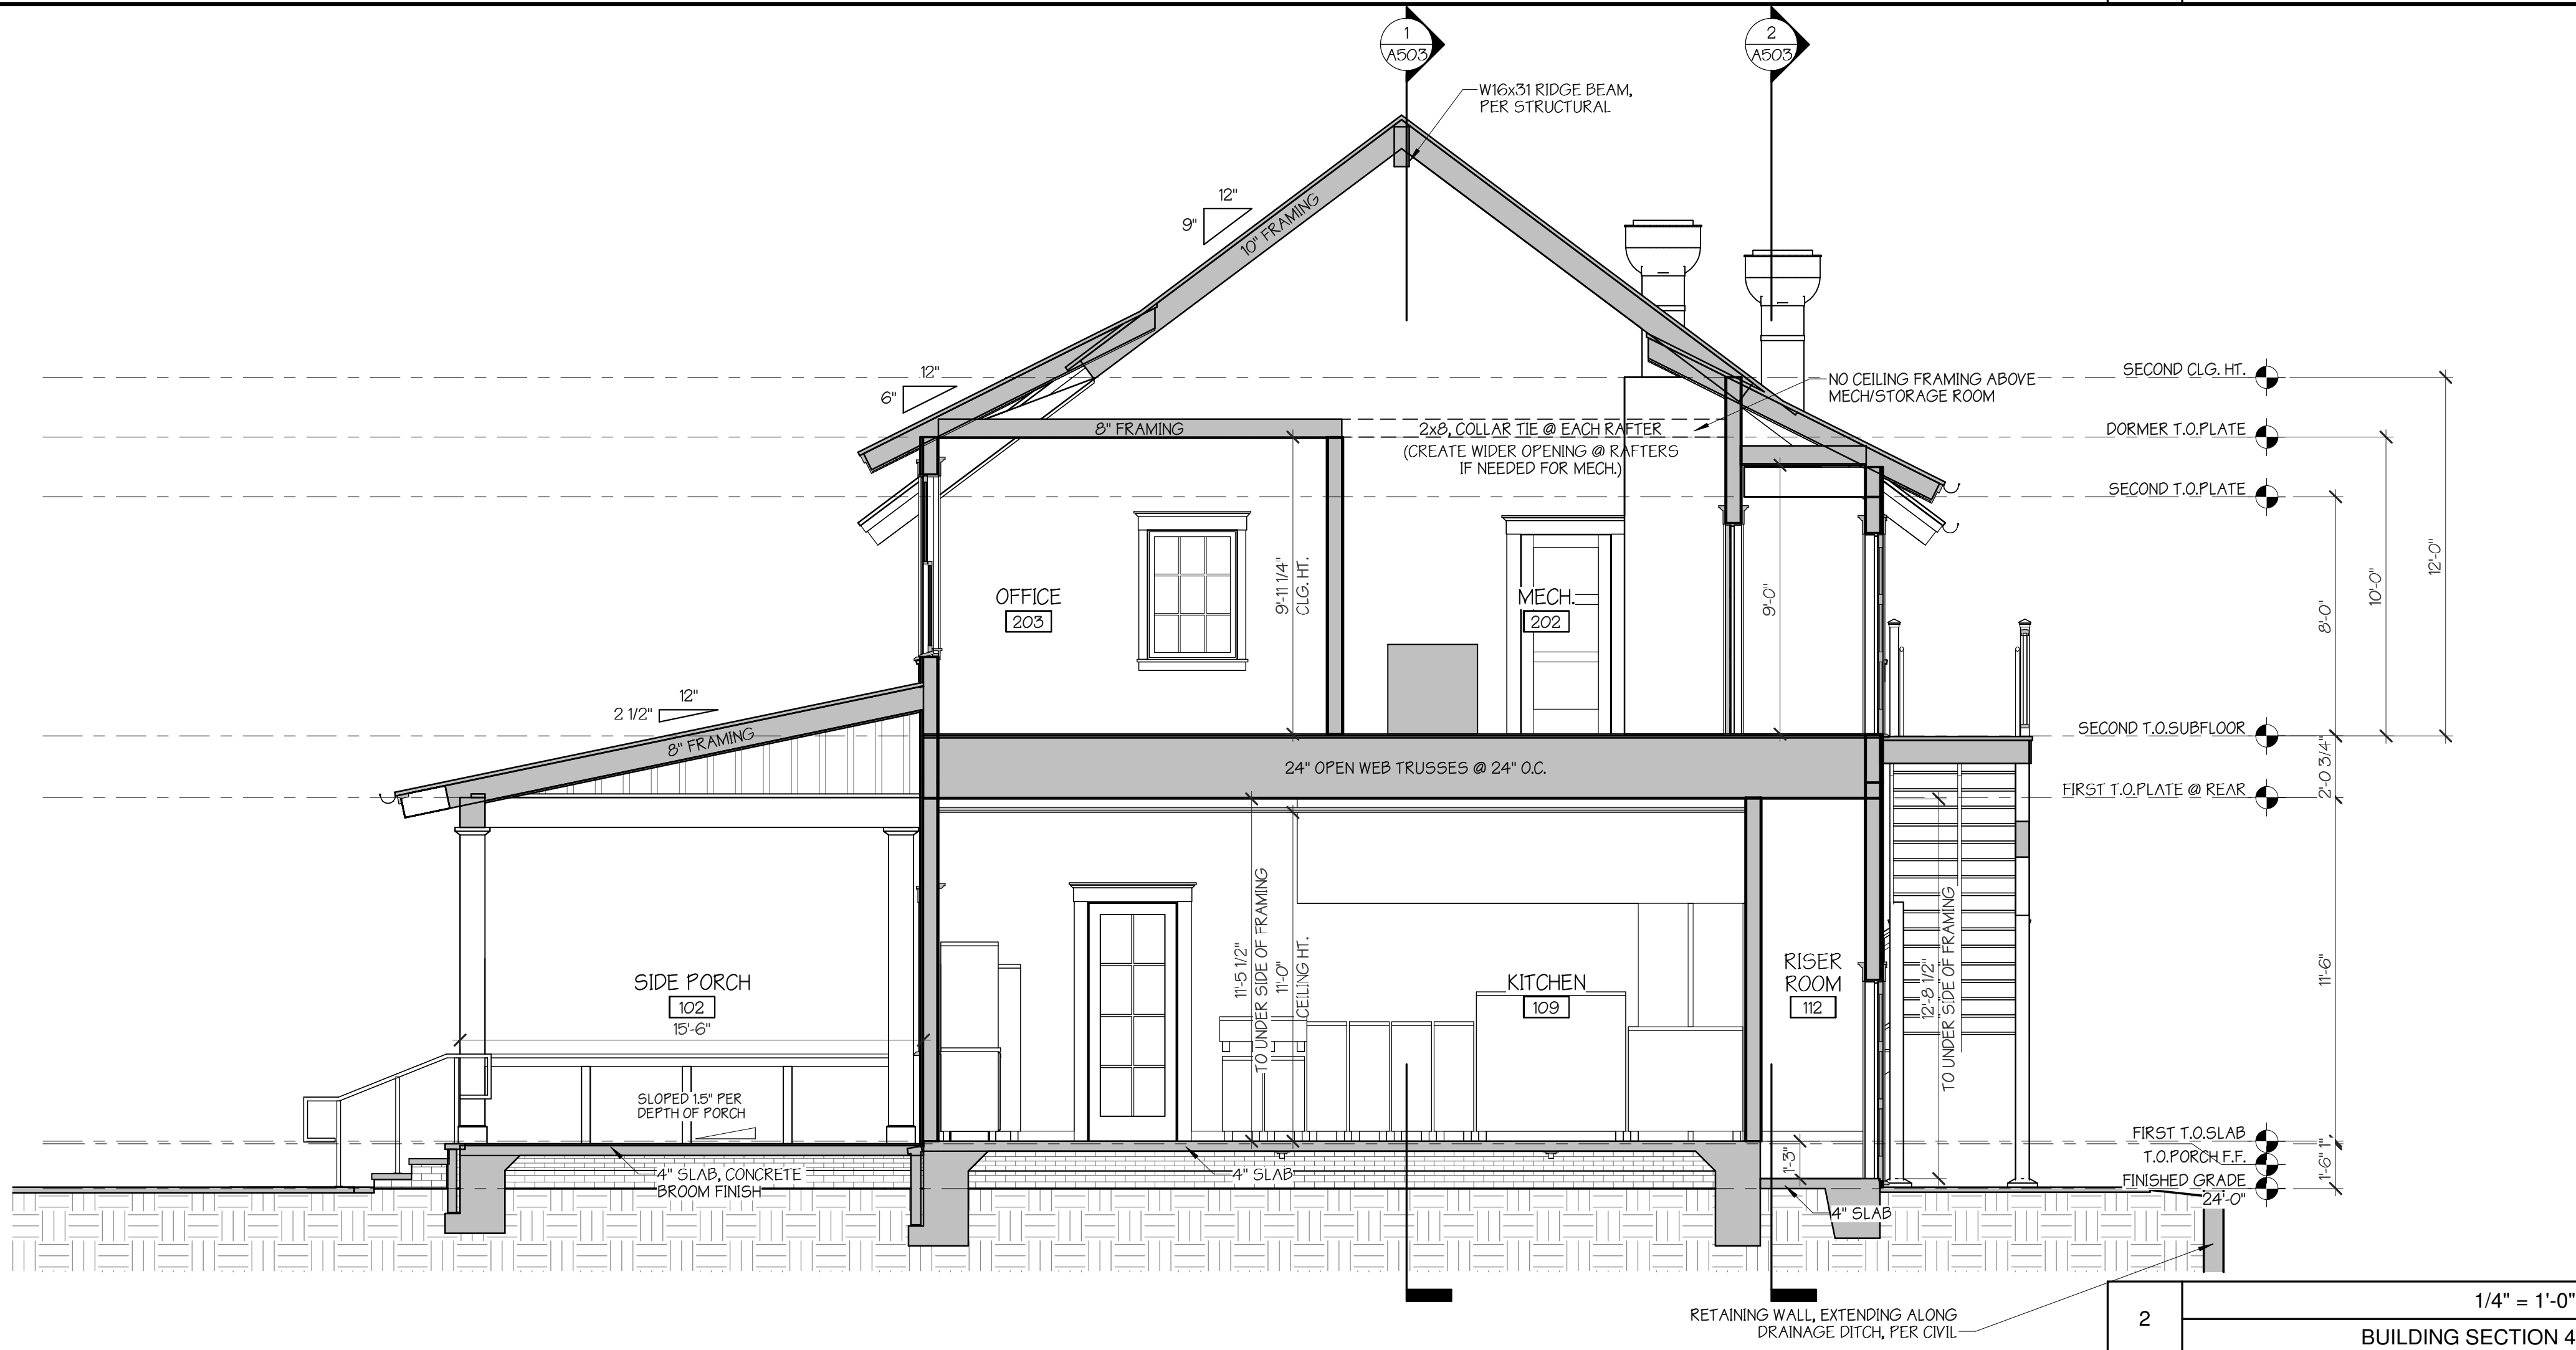 1
A503
2
A503
W16x31 RIDGE BEAM,
PER STRUCTURAL
12"
9"
10" FRAMING
12"
6"
NO CEILING FRAMING ABOVE
MECH/STORAGE ROOM
SECOND CLG. HT.
8" FRAMING
2x8, COLLAR TIE @ EACH RAFTER
(CREATE WIDER OPENING @ RAFTERS
IF NEEDED FOR MECH.)
DORMER T.O.PLATE
SECOND T.O.PLATE
OFFICE
203
9'-11 1/4"
CLG. HT.
MECH.
202
9'-0"
8'-0"
10'-0"
12'-0"
12"
2 1/2"
8" FRAMING
24" OPEN WEB TRUSSES @ 24" O.C.
SECOND T.O.SUBFLOOR
2'-0 3/4"
FIRST T.O.PLATE @ REAR
SIDE PORCH
102
15'-6"
11'-5 1/2"
TO UNDER SIDE OF FRAMING
11'-0"
CEILING HT.
KITCHEN
109
RISER
ROOM
112
12'-8 1/2"
TO UNDER SIDE OF FRAMING
11'-6"
SLOPED 1.5" PER
DEPTH OF PORCH
FIRST T.O.SLAB
1"
T.O.PORCH F.F.
1'-6"
FINISHED GRADE
24'-0"
4" SLAB, CONCRETE
BROOM FINISH
4" SLAB
1'-3"
4" SLAB
RETAINING WALL, EXTENDING ALONG
DRAINAGE DITCH, PER CIVIL
2
1/4" = 1'-0"
BUILDING SECTION 4